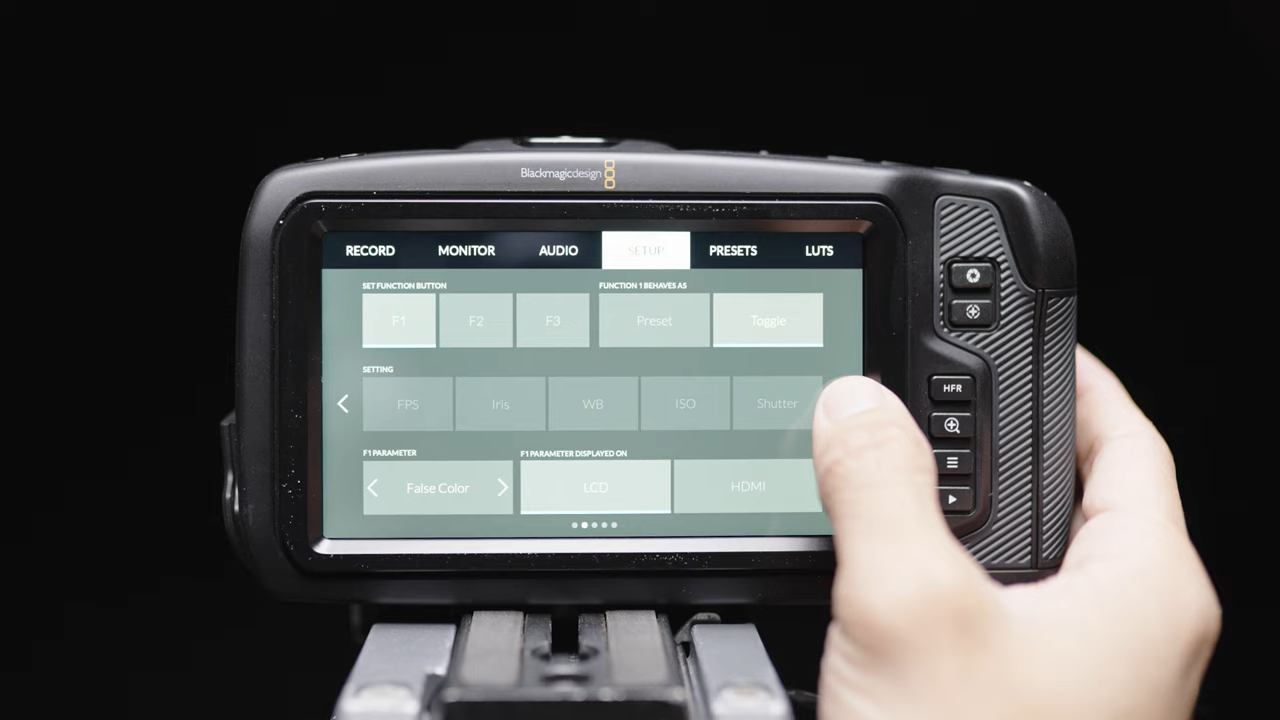 Blackmagicdesign
RECORD MONITOR AUDIO SETUP PRESETS LUTS
SET FUNCTION BUTTON FUNCTION 1 BEHAVES AS
F1 F2 F3 Preset Toggle
SETTING
FPS Iris WB ISO Shutter
HFR
F1 PARAMETER F1 PARAMETER DISPLAYED ON
False Color LCD HDMI